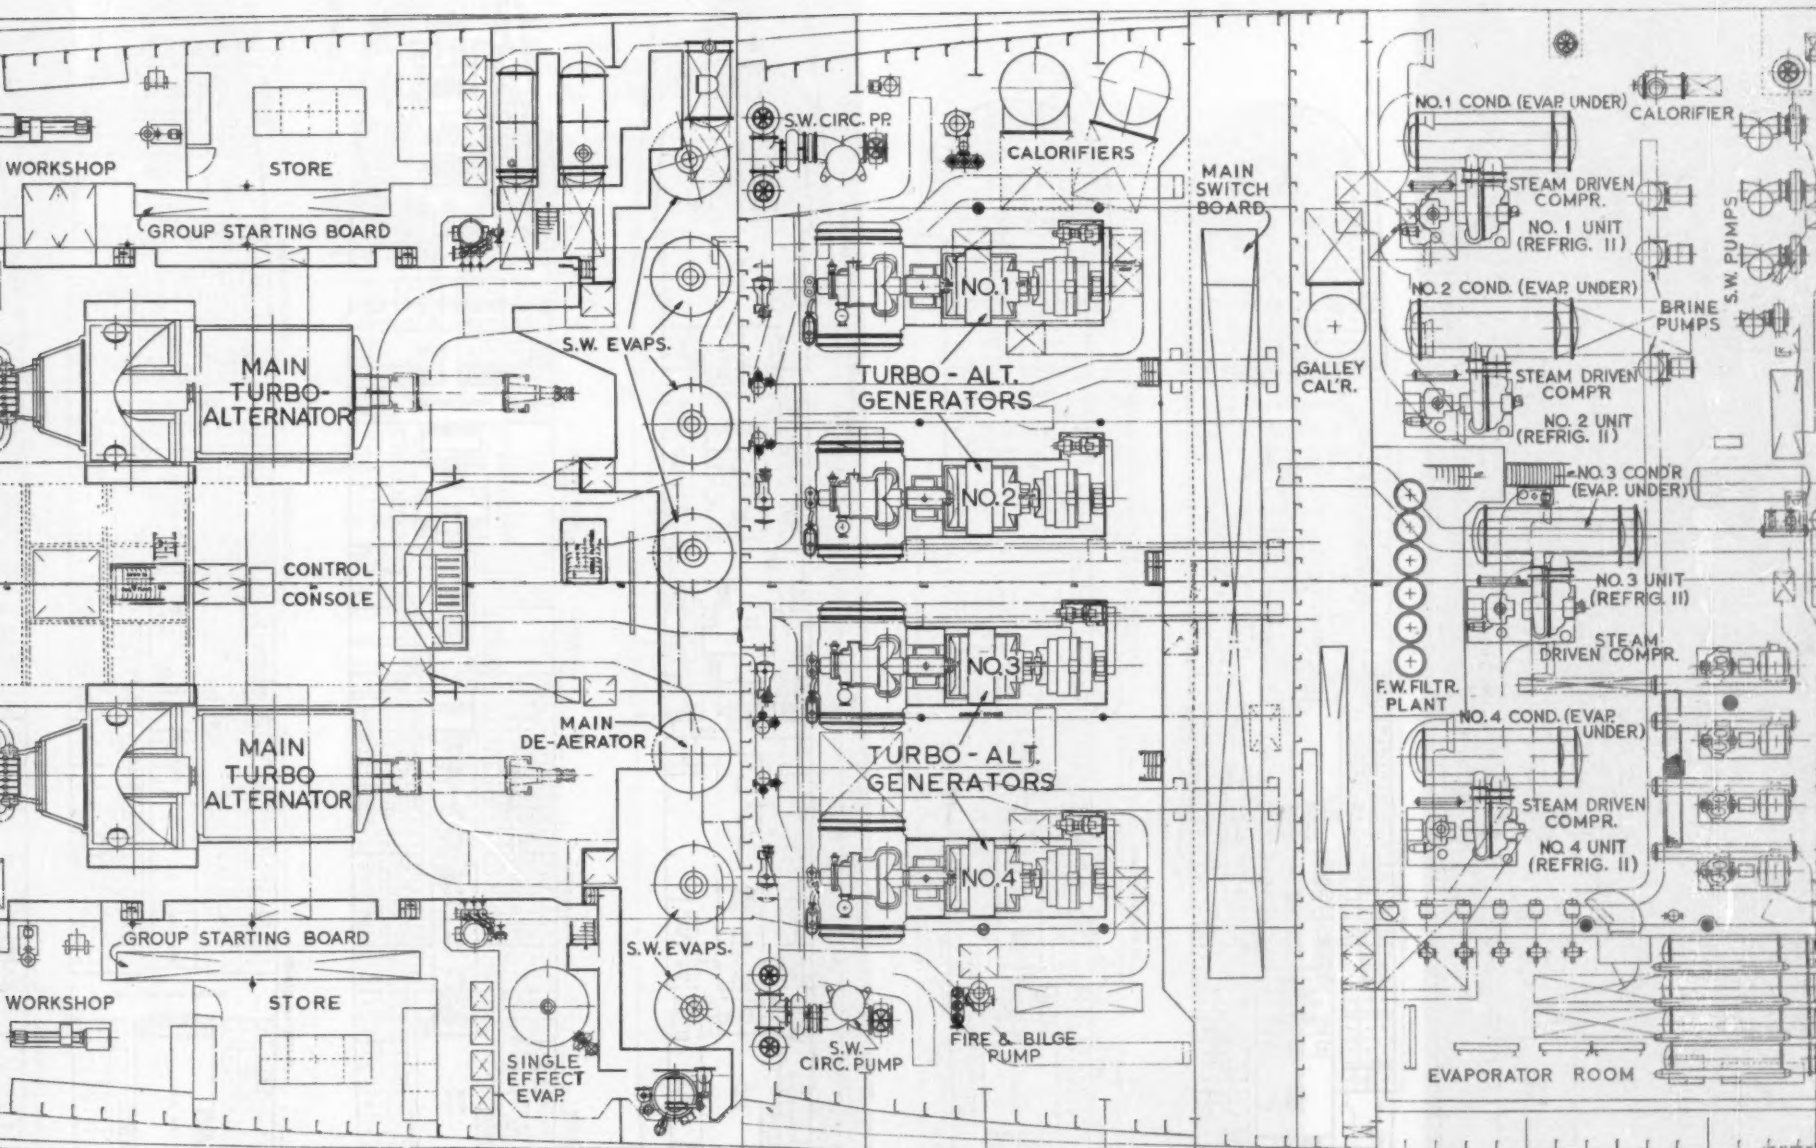 WORKSHOP
STORE
GROUP STARTING BOARD
MAIN
TURBO-
ALTERNATOR
CONTROL
CONSOLE
MAIN
TURBO
ALTERNATOR
GROUP STARTING BOARD
WORKSHOP
STORE
SINGLE
EFFECT
EVAP.
S.W. EVAPS.
MAIN
DE-AERATOR
S.W. EVAPS.
S.W. CIRC. PP.
CALORIFIERS
NO.1
TURBO - ALT.
GENERATORS
NO.2
NO.3
TURBO - ALT.
GENERATORS
NO.4
S.W.
CIRC. PUMP
FIRE & BILGE
PUMP
MAIN
SWITCH
BOARD
GALLEY
CAL'R.
NO.1 COND. (EVAP. UNDER)
CALORIFIER
STEAM DRIVEN
COMPR.
NO. 1 UNIT
(REFRIG. II)
S.W. PUMPS
NO.2 COND. (EVAP. UNDER)
BRINE
PUMPS
STEAM DRIVEN
COMP'R
NO. 2 UNIT
(REFRIG. II)
NO.3 COND'R
(EVAP. UNDER)
NO.3 UNIT
(REFRIG. II)
STEAM
DRIVEN COMPR.
F.W. FILTR.
PLANT
NO.4 COND. (EVAP.
UNDER)
STEAM DRIVEN
COMPR.
NO. 4 UNIT
(REFRIG. II)
EVAPORATOR ROOM